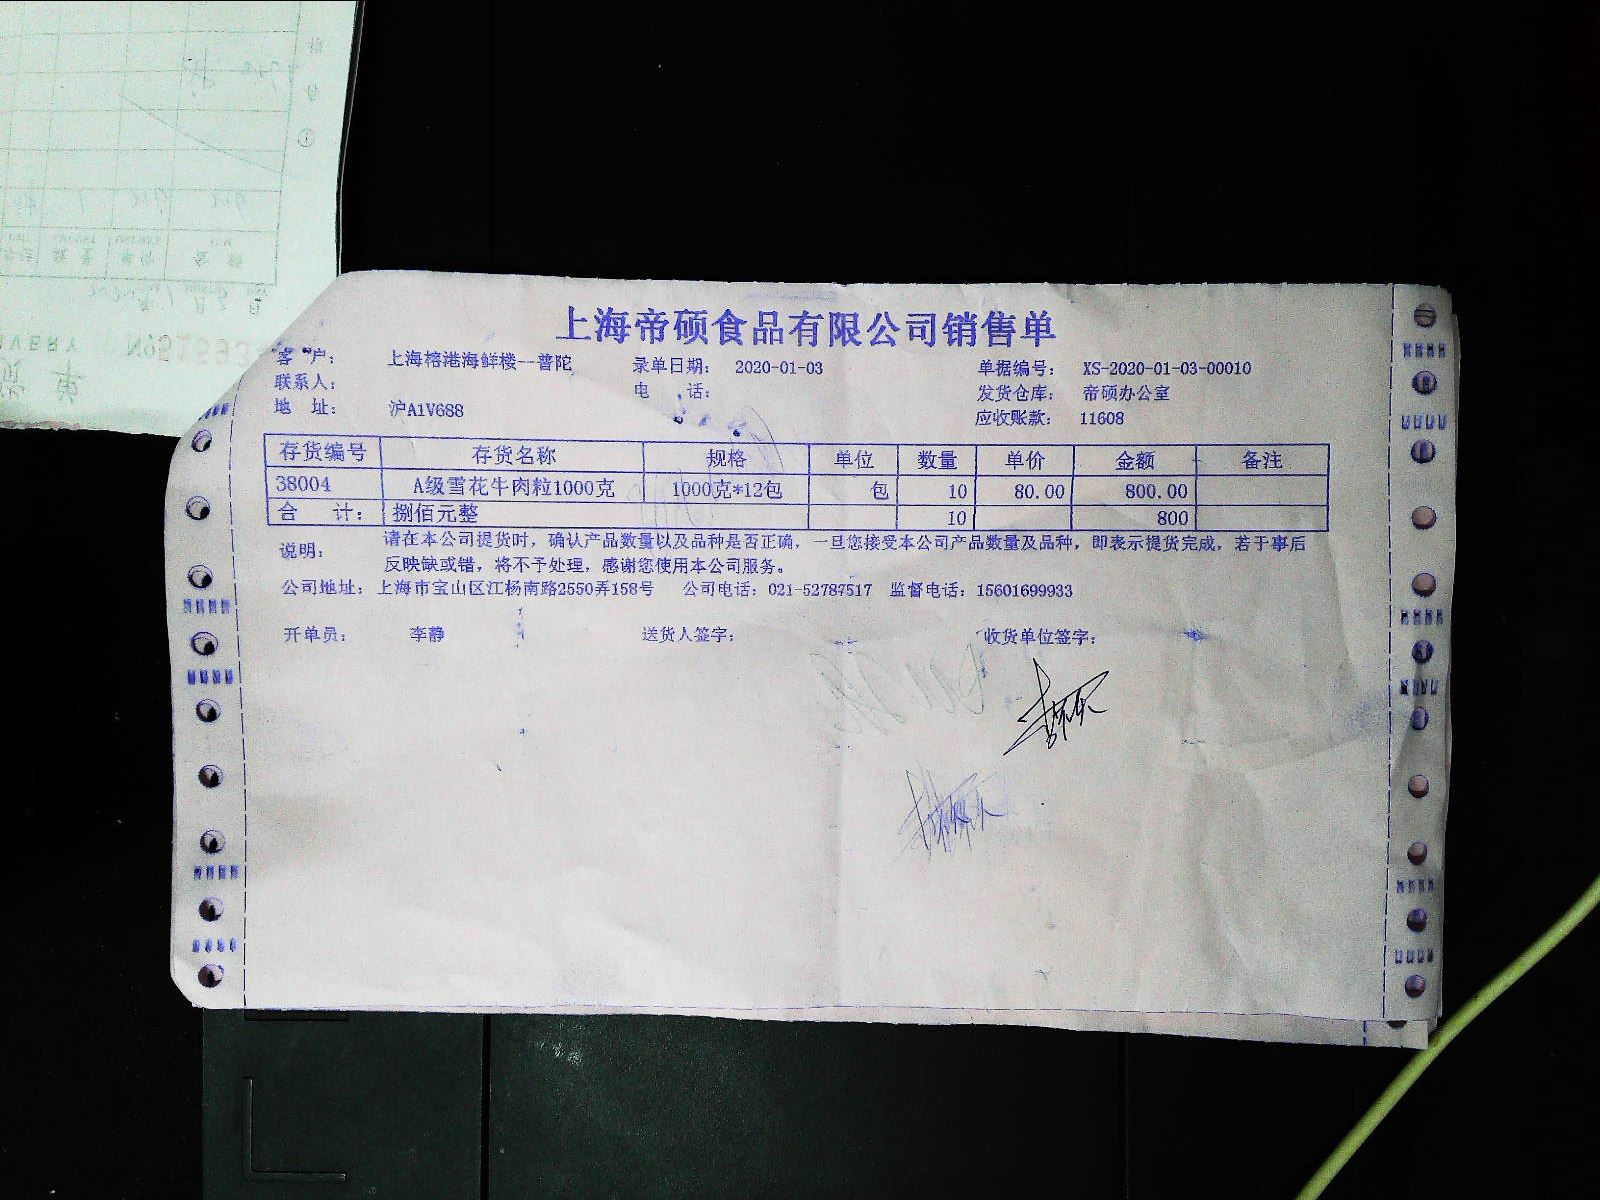 上海帝硕食品有限公司销售单
客 户： 上海榕港海鲜楼--普陀 录单日期： 2020-01-03 单据编号： XS-2020-01-03-00010
联系人： 电 话： 发货仓库： 帝硕办公室
地 址： 沪A1V688 应收账款： 11608
存货编号 存货名称 规格 单位 数量 单价 金额 备注
38004 A级雪花牛肉粒1000克 1000克*12包 包 10 80.00 800.00
合 计： 捌佰元整 10 800
说明： 请在本公司提货时，确认产品数量以及品种是否正确，一旦您接受本公司产品数量及品种，即表示提货完成，若于事后
反映缺或错，将不予处理，感谢您使用本公司服务。
公司地址：上海市宝山区江杨南路2550弄158号 公司电话：021-52787517 监督电话：15601699933
开单员： 李静 送货人签字： 收货单位签字：